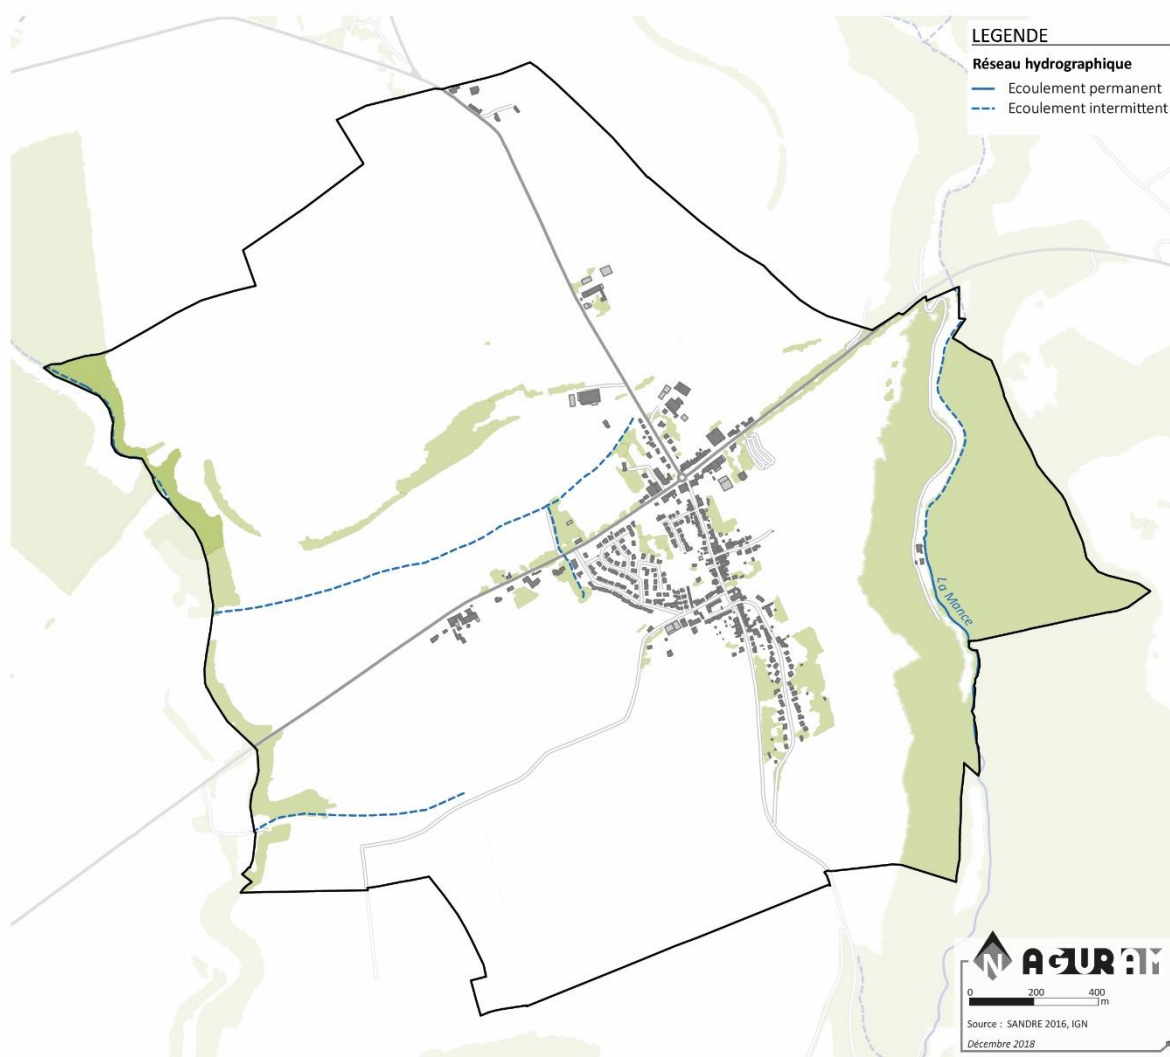 LEGENDE
Réseau hydrographique
Ecoulement permanent
Ecoulement intermittent
La Mance
N AGURAM
0 200 400
m
Source : SANDRE 2016, IGN
Décembre 2018